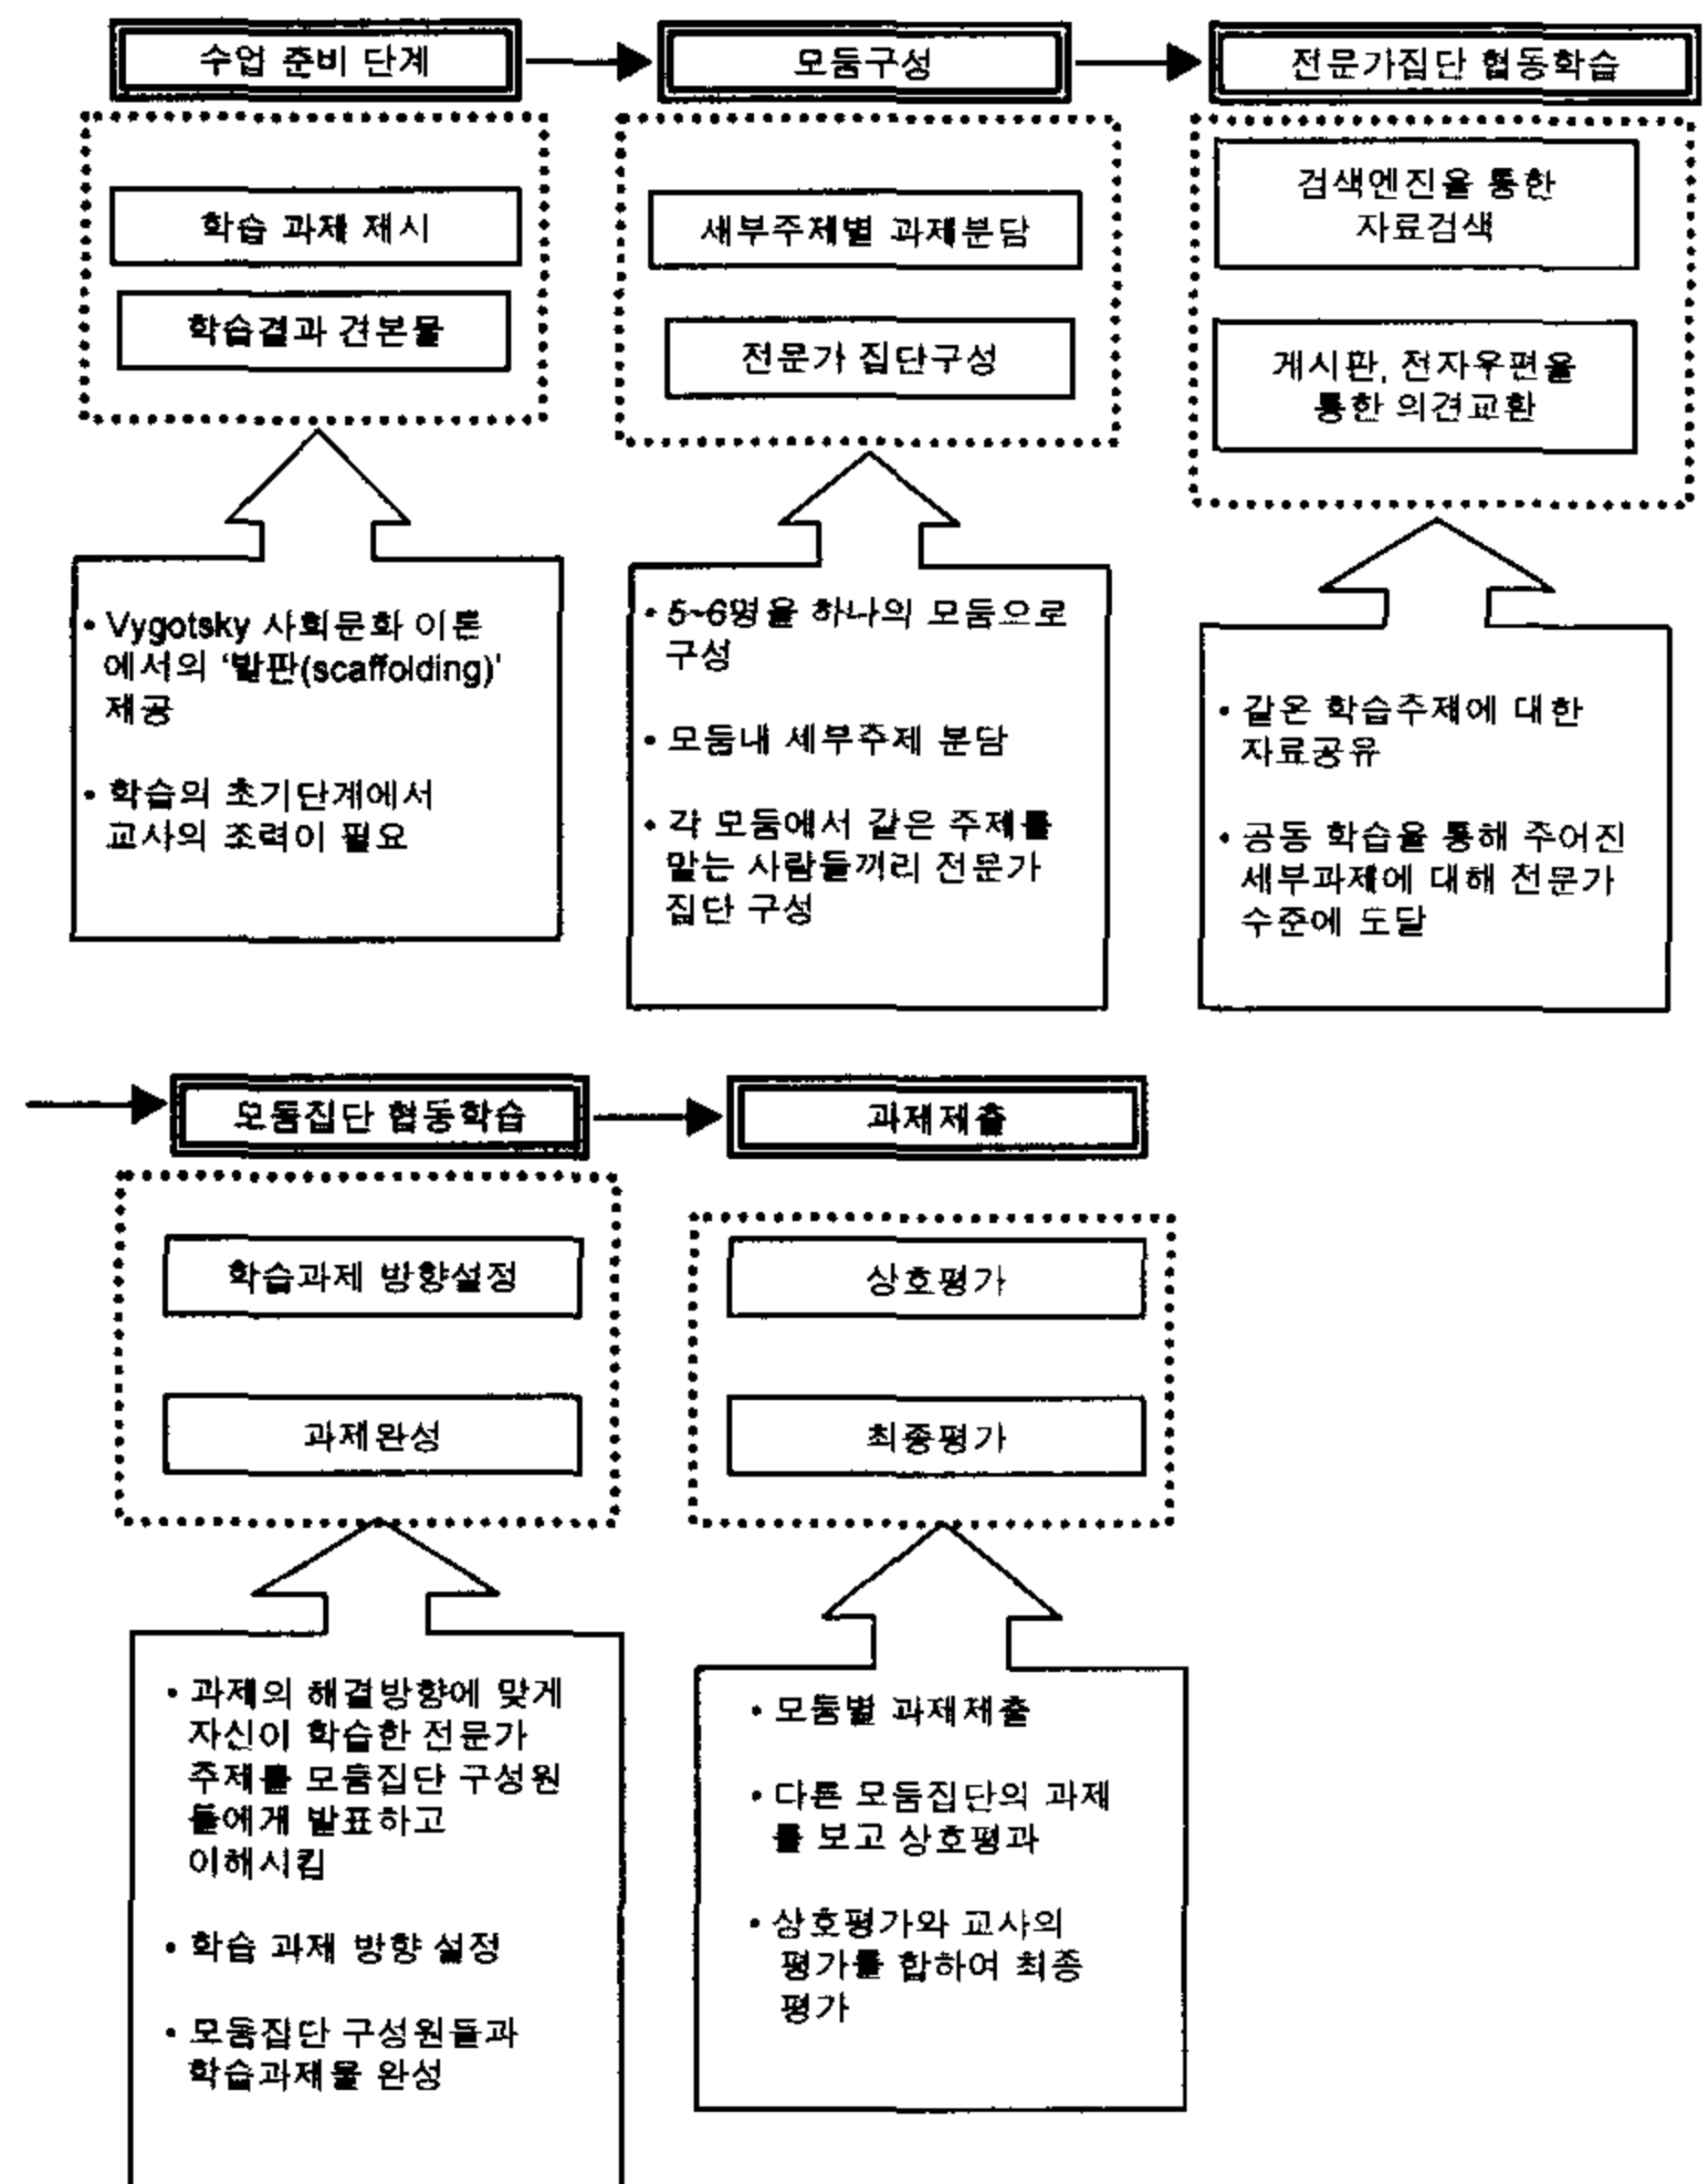 수업 준비 단계
모둠구성
전문가집단 협동학습
학습 과제 제시
학습결과 견본물
새부주제별 과제분담
전문가 집단구성
검색엔진을 통한
자료검색
게시판, 전자우편을
통한 의견교환
• Vygotsky 사회문화 이론
에서의 '발판(scaffolding)'
제공
• 학습의 초기단계에서
교사의 조력이 필요
• 5~6명을 하나의 모둠으로
구성
• 모둠내 세부주제 분담
• 각 모둠에서 같은 주제를
맡는 사람들끼리 전문가
집단 구성
• 같은 학습주제에 대한
자료공유
• 공동 학습을 통해 주어진
세부과제에 대해 전문가
수준에 도달
모둠집단 협동학습
과제제출
학습과제 방향설정
과제완성
상호평가
최종평가
• 과제의 해결방향에 맞게
자신이 학습한 전문가
주제를 모둠집단 구성원
들에게 발표하고
이해시킴
• 학습 과제 방향 설정
• 모둠집단 구성원들과
학습과제물 완성
• 모둠별 과제제출
• 다른 모둠집단의 과제
를 보고 상호평과
• 상호평가와 교사의
평가를 합하여 최종
평가